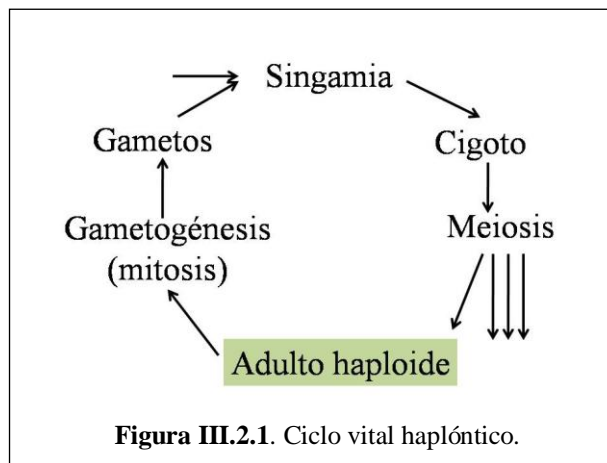 Singamia
Gametos
Cigoto
Gametogénesis
(mitosis)
Meiosis
Adulto haploide
Figura III.2.1. Ciclo vital haplóntico.